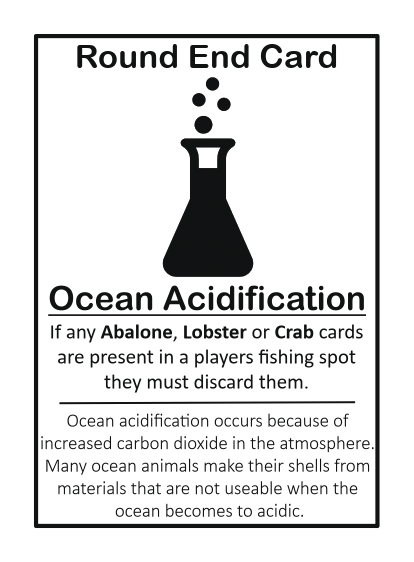 Round End Card
Ocean Acidification
If any Abalone, Lobster or Crab cards
are present in a players fishing spot
they must discard them.
Ocean acidification occurs because of
increased carbon dioxide in the atmosphere.
Many ocean animals make their shells from
materials that are not useable when the
ocean becomes to acidic.